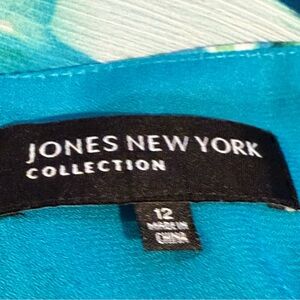 JONES NEW YORK
COLLECTION
12
MADE IN
CHINA